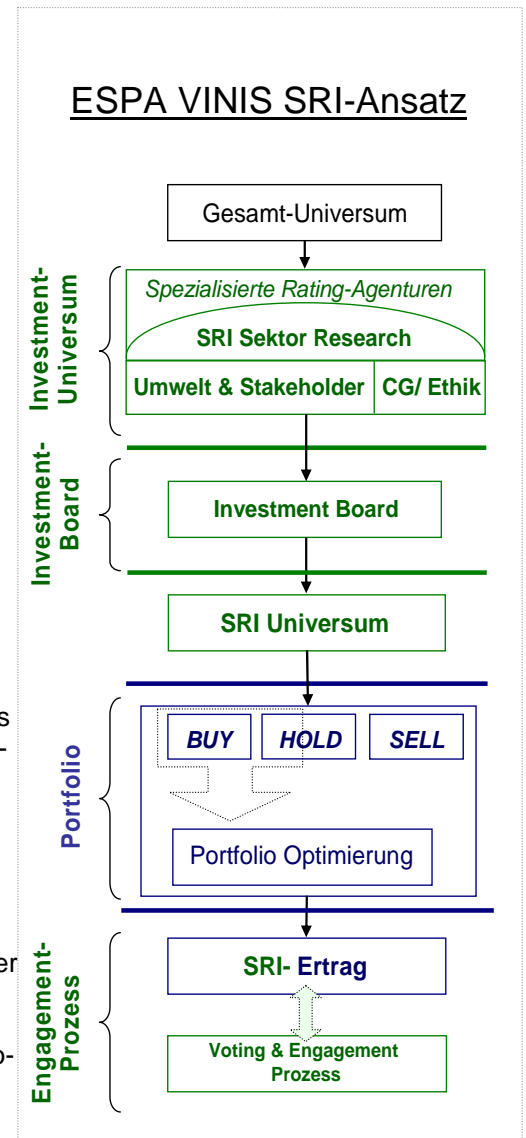 ESPA VINIS SRI-Ansatz
Gesamt-Universum
Investment-
Universum
Spezialisierte Rating-Agenturen
SRI Sektor Research
Umwelt & Stakeholder
CG/ Ethik
Investment-
Board
Investment Board
SRI Universum
s
-
Portfolio
BUY
HOLD
SELL
Portfolio Optimierung
er
o-
Engagement-
Prozess
SRI- Ertrag
Voting & Engagement
Prozess